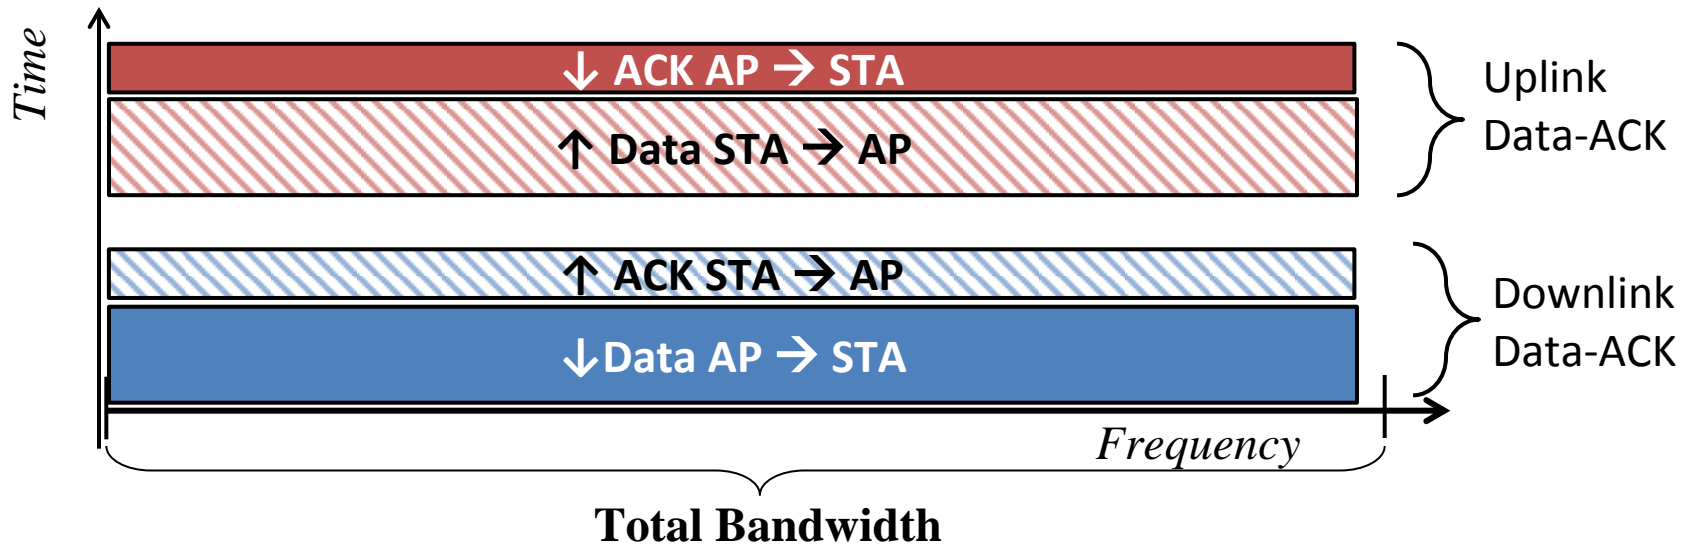 Time
↓ ACK AP → STA
↑ Data STA → AP
Uplink
Data-ACK
↑ ACK STA → AP
↓Data AP → STA
Downlink
Data-ACK
Frequency
Total Bandwidth